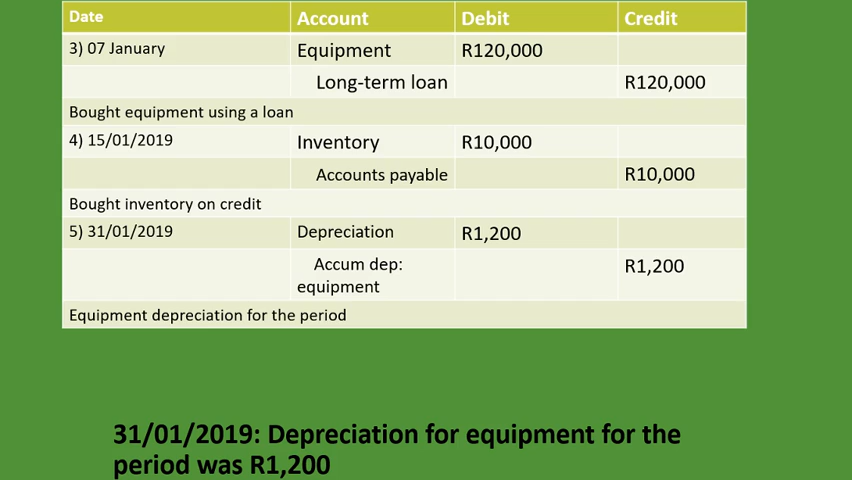 Date Account Debit Credit
3) 07 January Equipment R120,000
Long-term loan R120,000
Bought equipment using a loan
4) 15/01/2019 Inventory R10,000
Accounts payable R10,000
Bought inventory on credit
5) 31/01/2019 Depreciation R1,200
Accum dep: R1,200
equipment
Equipment depreciation for the period
31/01/2019: Depreciation for equipment for the
period was R1,200